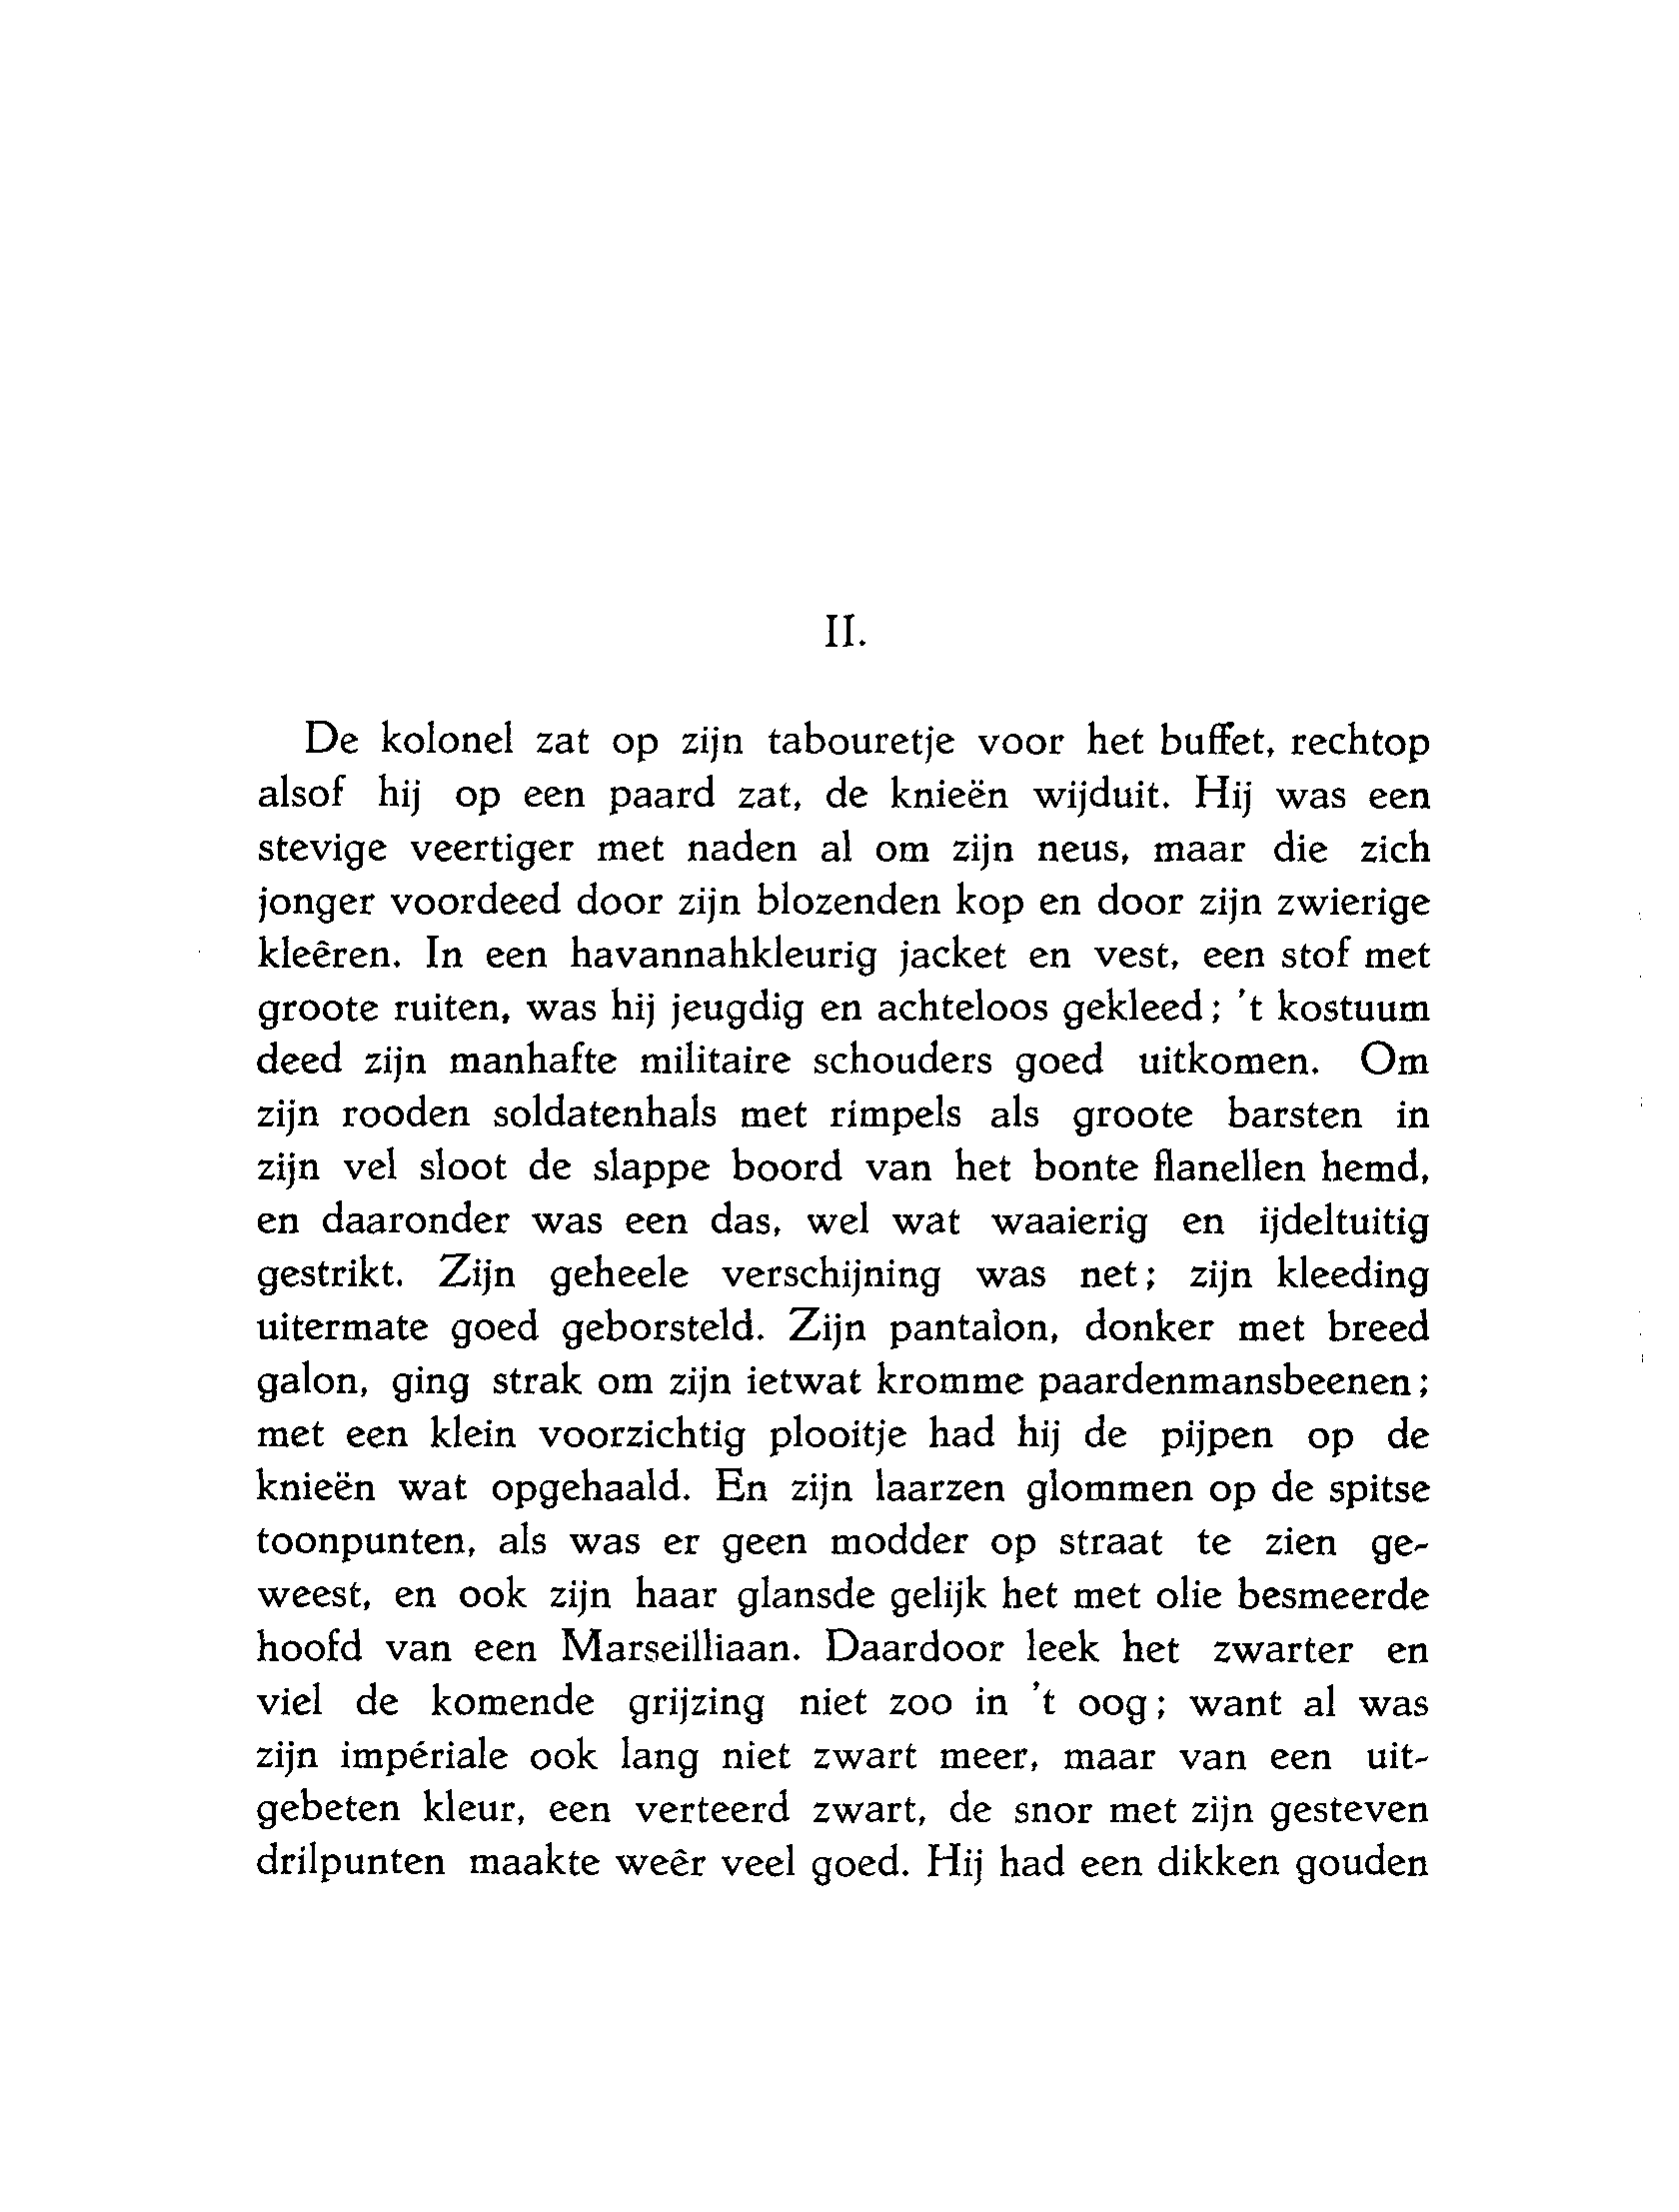 II.
De kolonel zat op zijn tabouretje voor het buffet, rechtop
alsof hij op een paard zat, de knieën wijduit. Hij was een
stevige veertiger met naden al om zijn neus, maar die zich
jonger voordeed door zijn blozenden kop en door zijn zwierige
kleêren. In een havannahkleurig jacket en vest, een stof met
groote ruiten, was hij jeugdig en achteloos gekleed; 't kostuum
deed zijn manhafte militaire schouders goed uitkomen. Om
zijn rooden soldatenhals met rimpels als groote barsten in
zijn vel sloot de slappe boord van het bonte flanellen hemd,
en daaronder was een das, wel wat waaierig en ijdeltuitig
gestrikt. Zijn geheele verschijning was net; zijn kleeding
uitermate goed geborsteld. Zijn pantalon, donker met breed
galon, ging strak om zijn ietwat kromme paardenmansbeenen;
met een klein voorzichtig plooitje had hij de pijpen op de
knieën wat opgehaald. En zijn laarzen glommen op de spitse
toonpunten, als was er geen modder op straat te zien ge-
weest, en ook zijn haar glansde gelijk het met olie besmeerde
hoofd van een Marseilliaan. Daardoor leek het zwarter en
viel de komende grijzing niet zoo in 't oog; want al was
zijn impériale ook lang niet zwart meer, maar van een uit-
gebeten kleur, een verteerd zwart, de snor met zijn gesteven
drilpunten maakte weêr veel goed. Hij had een dikken gouden